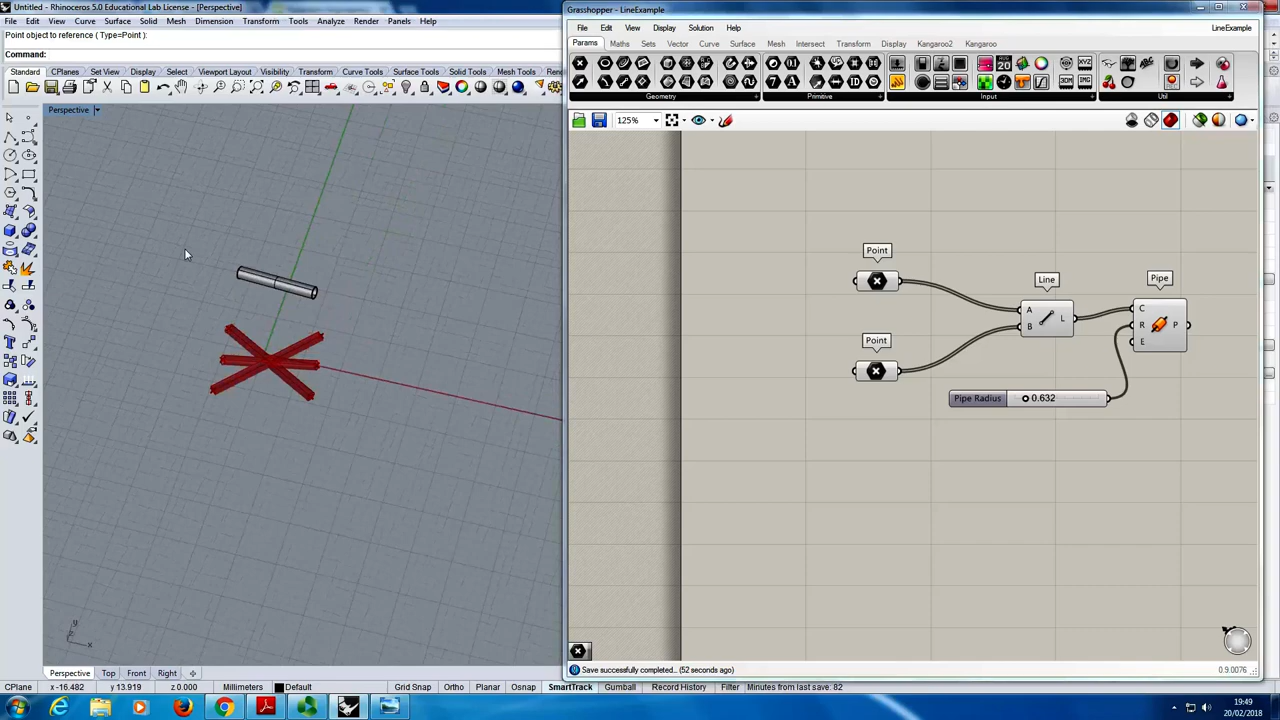 Untitled - Rhinoceros 5.0 Educational Lab License - [Perspective]
File Edit View Curve Surface Solid Mesh Dimension Transform Tools Analyze Render Panels Help
Point object to reference ( Type=Point ):
Command:
Standard CPlanes Set View Display Select Viewport Layout Visibility Transform Curve Tools Surface Tools Solid Tools Mesh Tools
Perspective
y
x
Perspective Top Front Right
CPlane x -16.482 y 13.919 z 0.000 Millimeters Default Grid Snap Ortho Planar Osnap SmartTrack Gumball Record History Filter Minutes from last save: 82
Grasshopper - LineExample
File Edit View Display Solution Help LineExample
Params Maths Sets Vector Curve Surface Mesh Intersect Transform Display Kangaroo2 Kangaroo
Geometry Primitive Input Util
125%
Point
Point
Line
A
B
L
Pipe
C
R
E
P
Pipe Radius 0.632
Save successfully completed... (52 seconds ago) 0.9.0076
19:49
20/02/2018